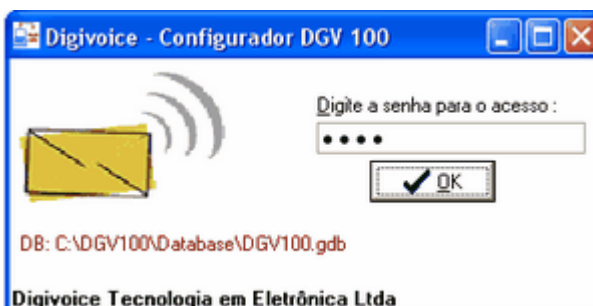 Digivoice - Configurador DGV 100
Digite a senha para o acesso :
••••
OK
DB: C:\DGV100\Database\DGV100.gdb
Digivoice Tecnologia em Eletrônica Ltda